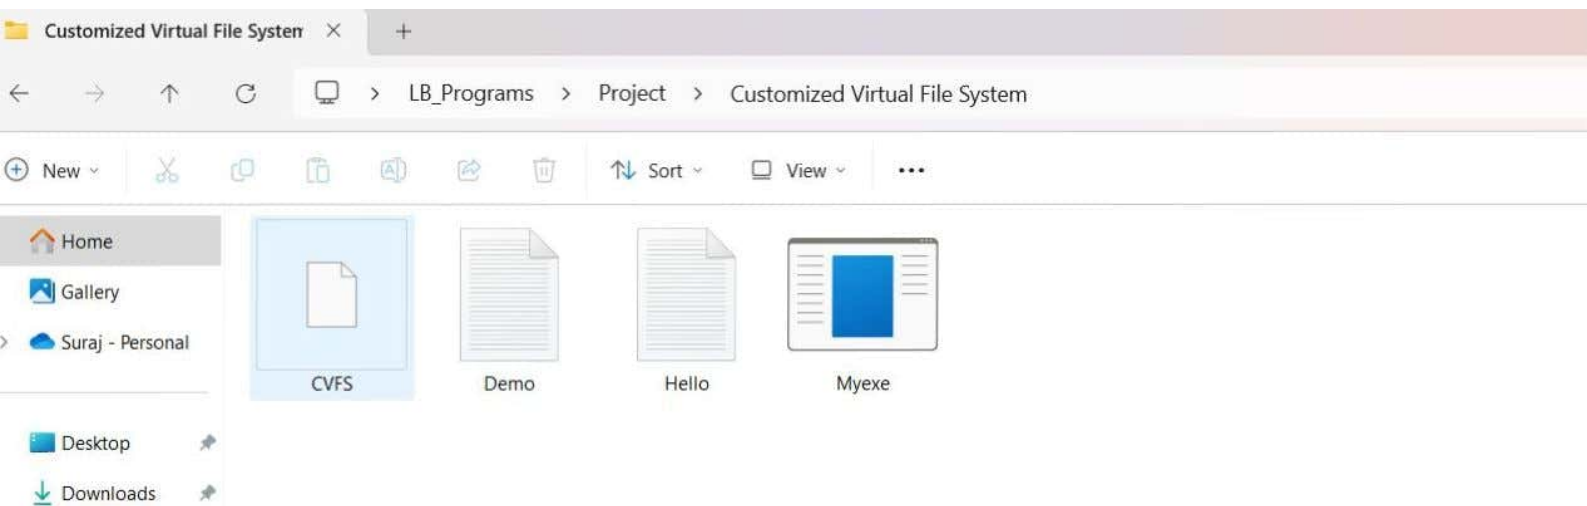 Customized Virtual File System
LB_Programs > Project > Customized Virtual File System
New Sort View
Home
Gallery
Suraj - Personal
CVFS Demo Hello Myexe
Desktop
Downloads